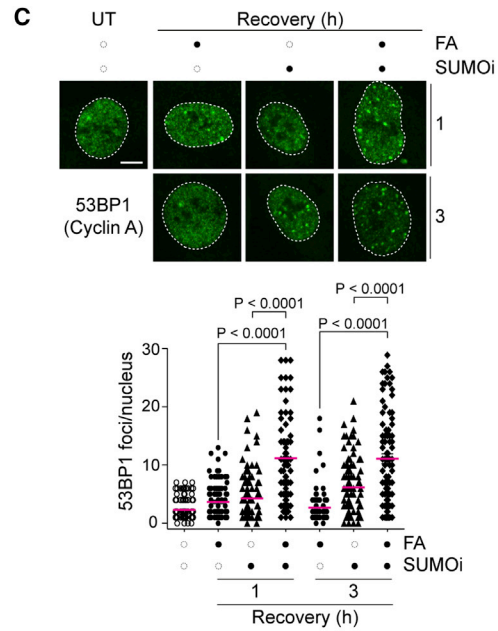 C
UT Recovery (h)
FA
SUMOi
1
53BP1
(Cyclin A)
3
P < 0.0001
P < 0.0001
P < 0.0001
P < 0.0001
53BP1 foci/nucleus
30
20
10
0
FA
SUMOi
1 3
Recovery (h)